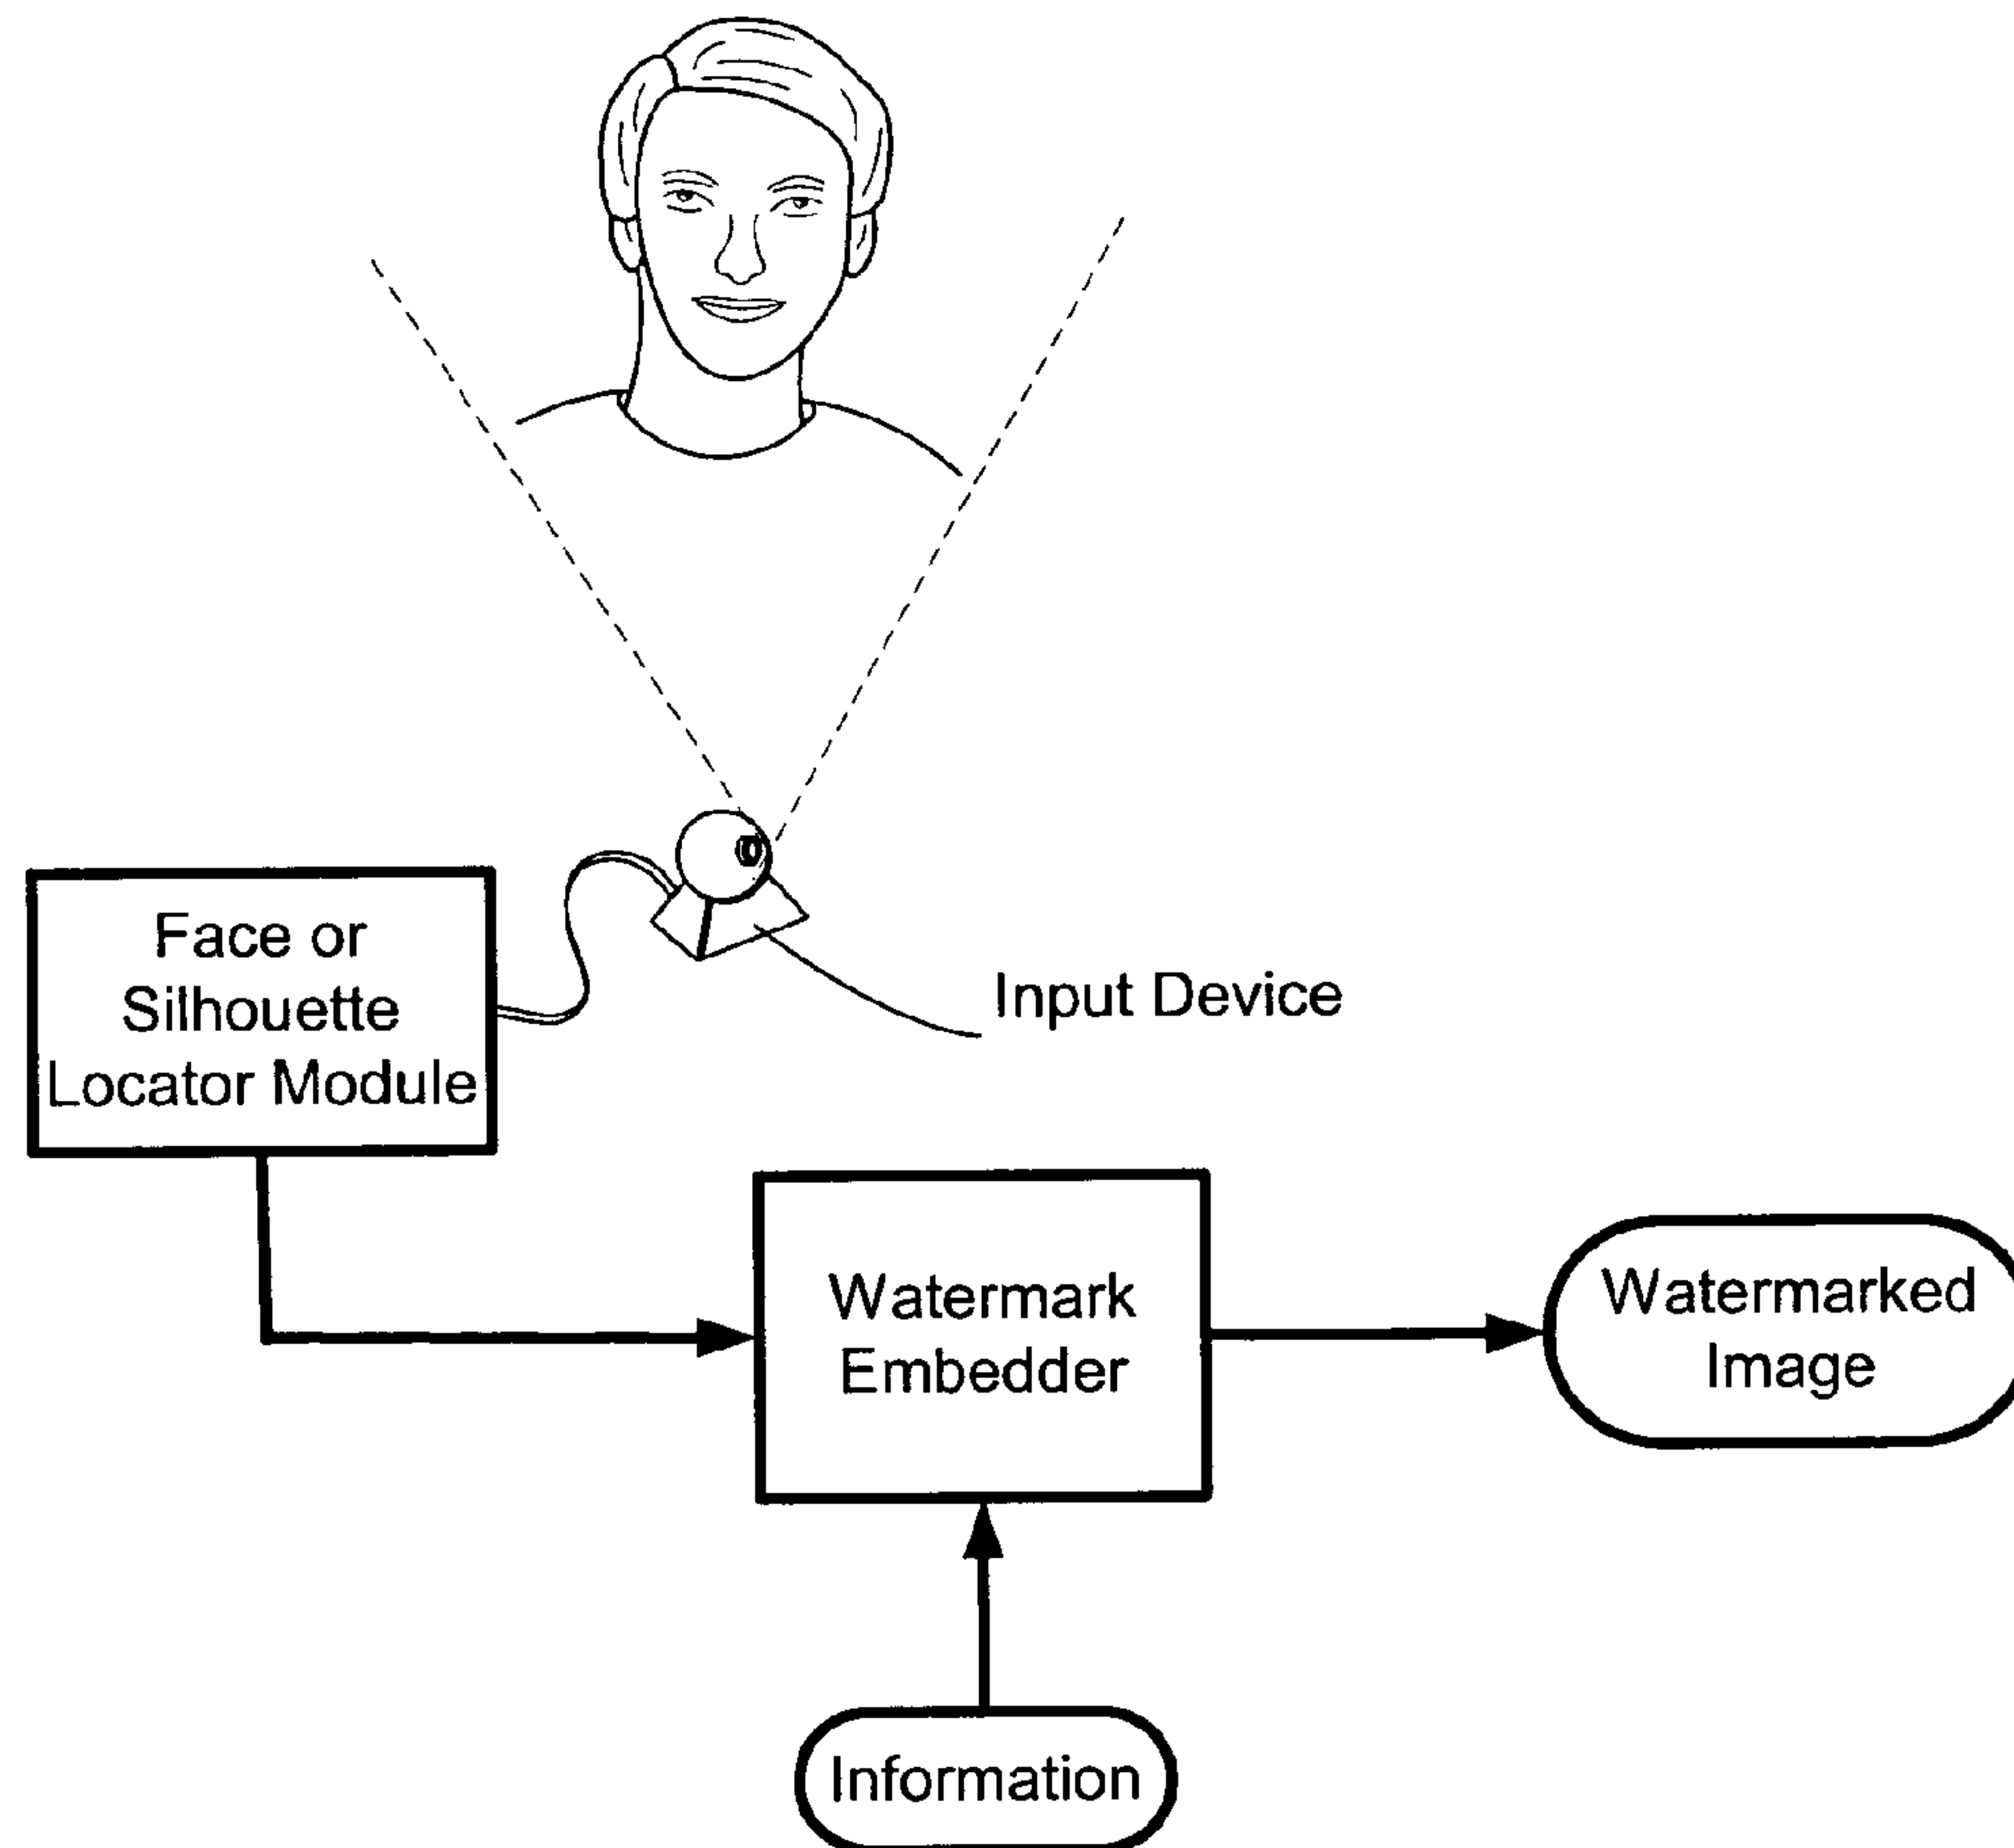 Face or
Silhouette
Locator Module
Input Device
Watermark
Embedder
Watermarked
Image
Information